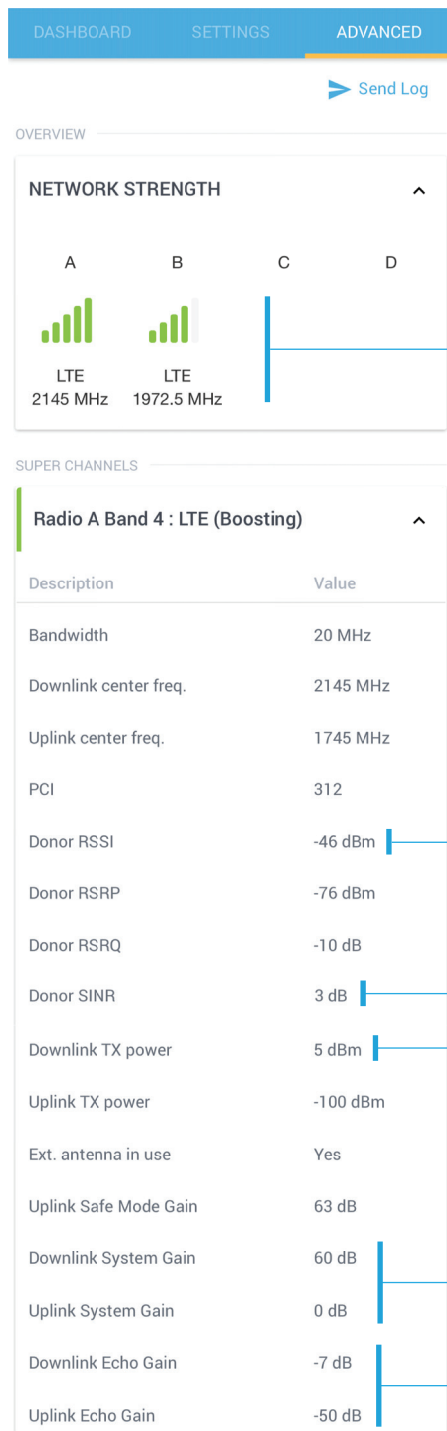 DASHBOARD SETTINGS ADVANCED
Send Log
OVERVIEW
NETWORK STRENGTH
A B C D
LTE LTE
2145 MHz 1972.5 MHz
SUPER CHANNELS
Radio A Band 4 : LTE (Boosting)
Description Value
Bandwidth 20 MHz
Downlink center freq. 2145 MHz
Uplink center freq. 1745 MHz
PCI 312
Donor RSSI -46 dBm
Donor RSRP -76 dBm
Donor RSRQ -10 dB
Donor SINR 3 dB
Downlink TX power 5 dBm
Uplink TX power -100 dBm
Ext. antenna in use Yes
Uplink Safe Mode Gain 63 dB
Downlink System Gain 60 dB
Uplink System Gain 0 dB
Downlink Echo Gain -7 dB
Uplink Echo Gain -50 dB